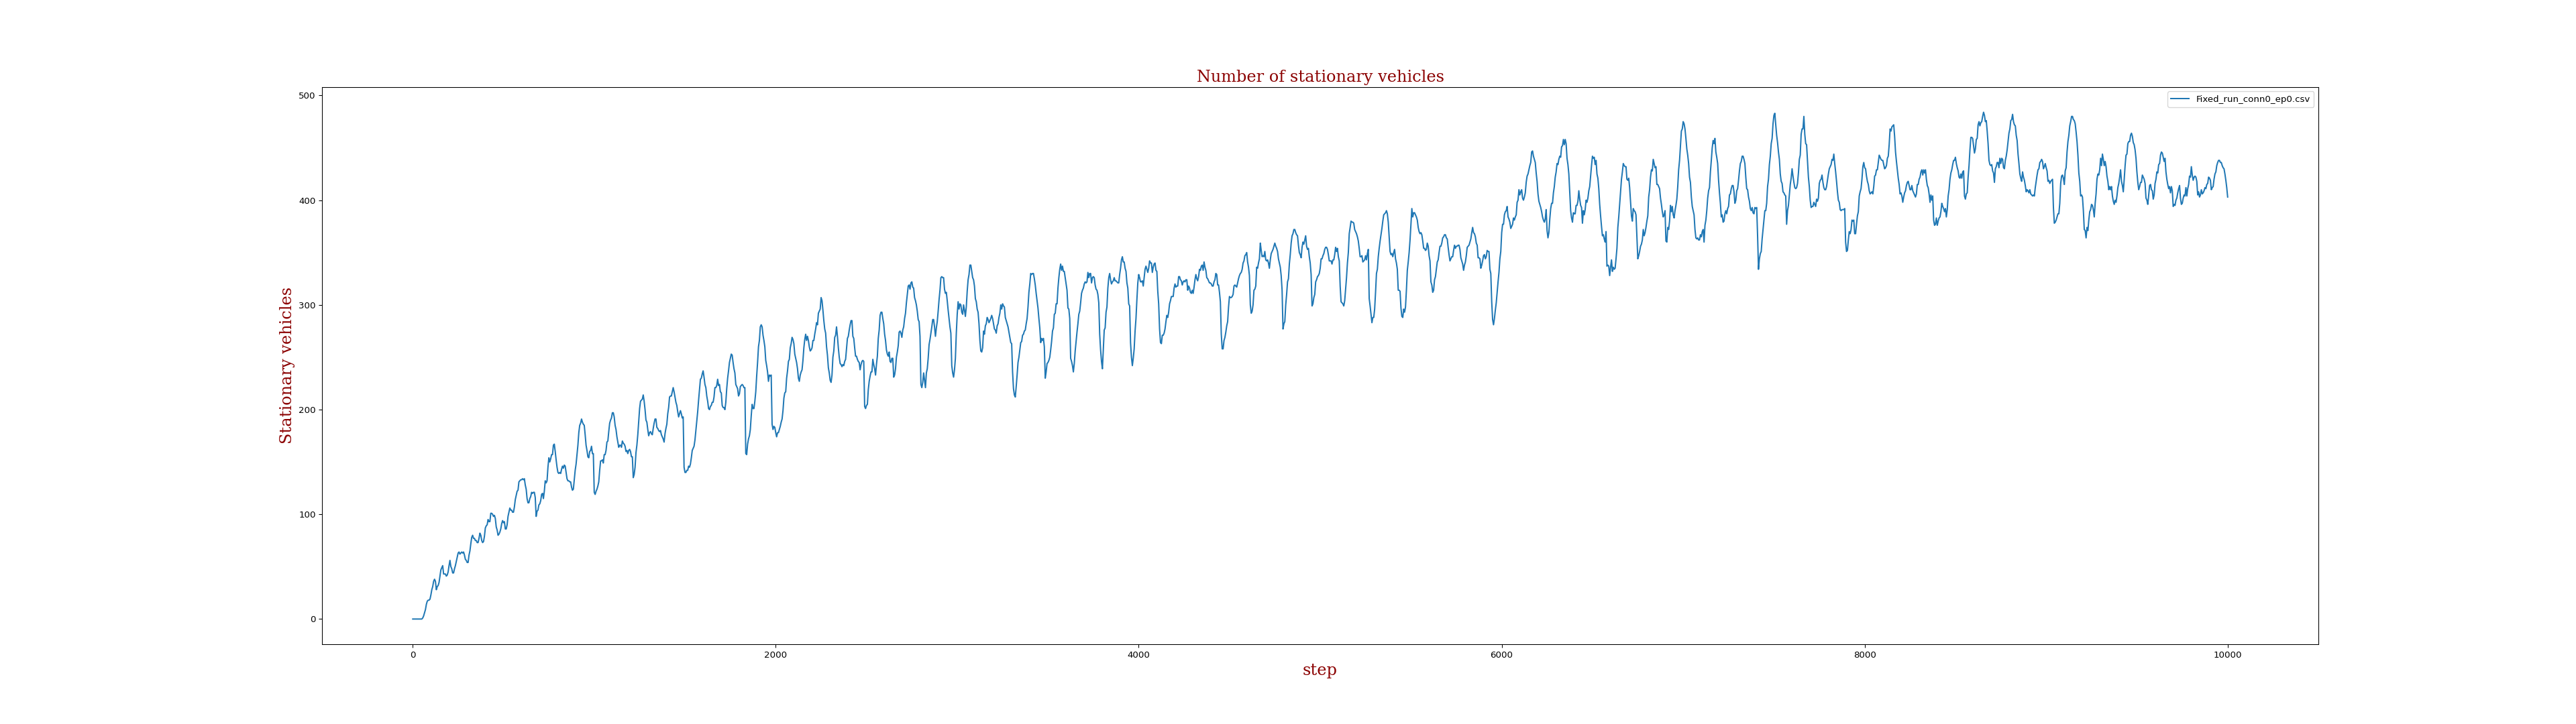 Number of stationary vehicles
500
400
300
200
100
0
Stationary vehicles
Fixed_run_conn0_ep0.csv
0 2000 4000 6000 8000 10000
step